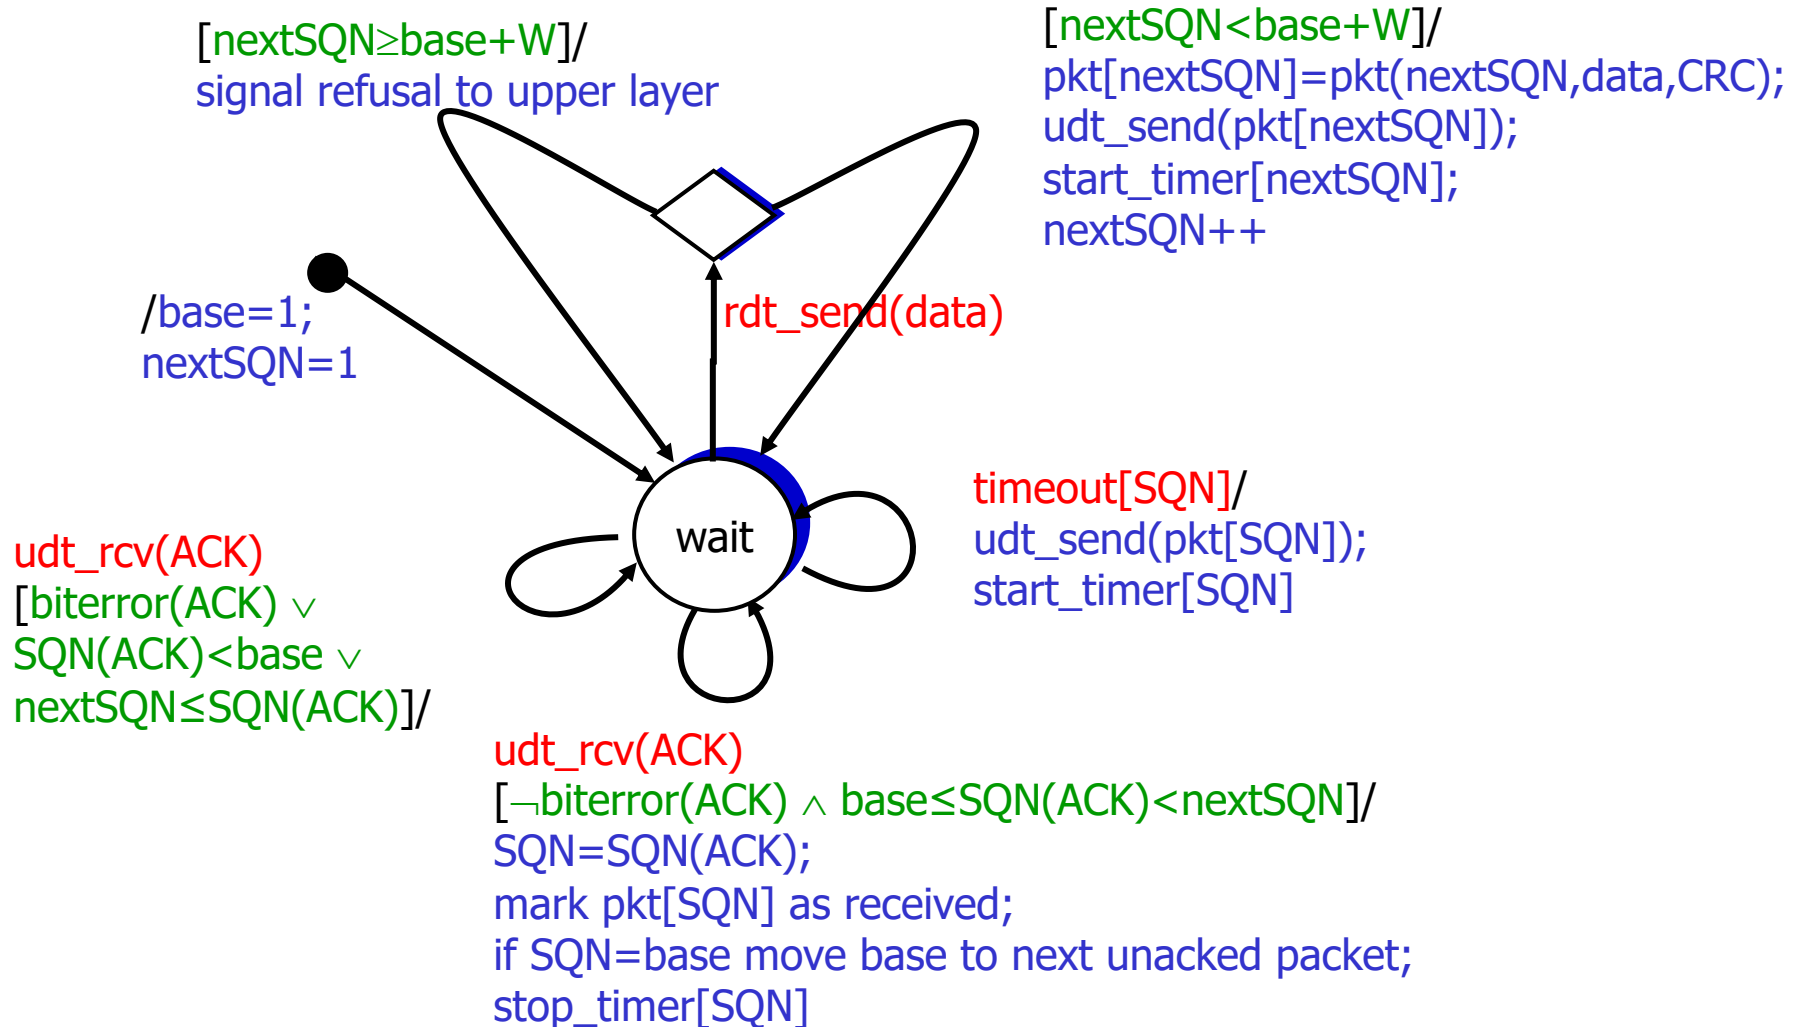 [nextSQN≥base+W]/
signal refusal to upper layer
[nextSQN<base+W]/
pkt[nextSQN]=pkt(nextSQN,data,CRC);
udt_send(pkt[nextSQN]);
start_timer[nextSQN];
nextSQN++
/base=1;
nextSQN=1
rdt_send(data)
wait
timeout[SQN]/
udt_send(pkt[SQN]);
start_timer[SQN]
udt_rcv(ACK)
[biterror(ACK) ∨
SQN(ACK)<base ∨
nextSQN≤SQN(ACK)]/
udt_rcv(ACK)
[¬biterror(ACK) ∧ base≤SQN(ACK)<nextSQN]/
SQN=SQN(ACK);
mark pkt[SQN] as received;
if SQN=base move base to next unacked packet;
stop_timer[SQN]